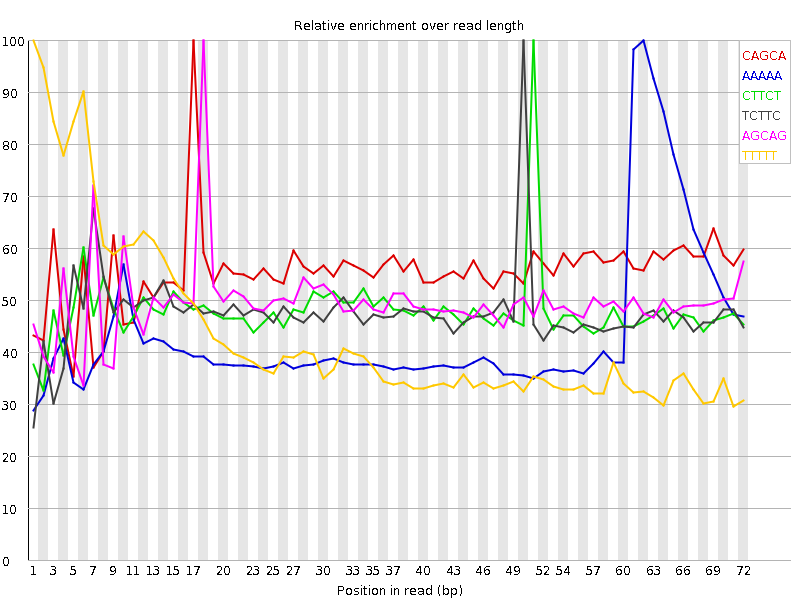 Relative enrichment over read length
100
90
80
70
60
50
40
30
20
10
0
CAGCA
AAAAA
CTTCT
TCTTC
AGCAG
TTTTT
1 3 5 7 9 11 13 15 17 20 23 25 27 30 33 35 37 40 43 46 49 52 54 57 60 63 66 69 72
Position in read (bp)